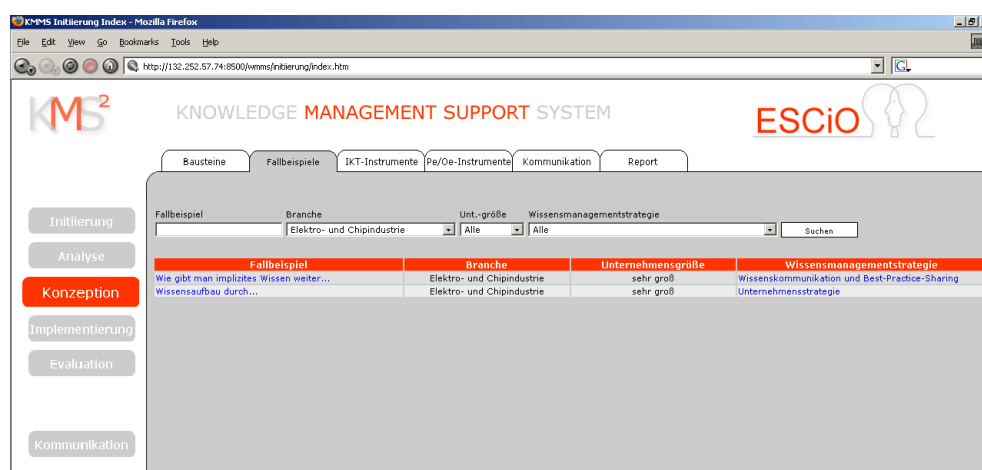 KMMS Initiierung Index - Mozilla Firefox
File Edit View Go Bookmarks Tools Help
http://132.252.57.74:8500/wmms/initiierung/index.htm
KMS2
KNOWLEDGE MANAGEMENT SUPPORT SYSTEM
ESCiO
Bausteine Fallbeispiele IKT-Instrumente Pe/Oe-Instrumente Kommunikation Report
Fallbeispiel Branche Unt.-größe Wissensmanagementstrategie
Elektro- und Chipindustrie Alle Alle Suchen
Fallbeispiel Branche Unternehmensgröße Wissensmanagementstrategie
Wie gibt man implizites Wissen weiter... Elektro- und Chipindustrie sehr groß Wissenskommunikation und Best-Practice-Sharing
Wissensaufbau durch... Elektro- und Chipindustrie sehr groß Unternehmensstrategie
Initiierung
Analyse
Konzeption
Implementierung
Evaluation
Kommunikation